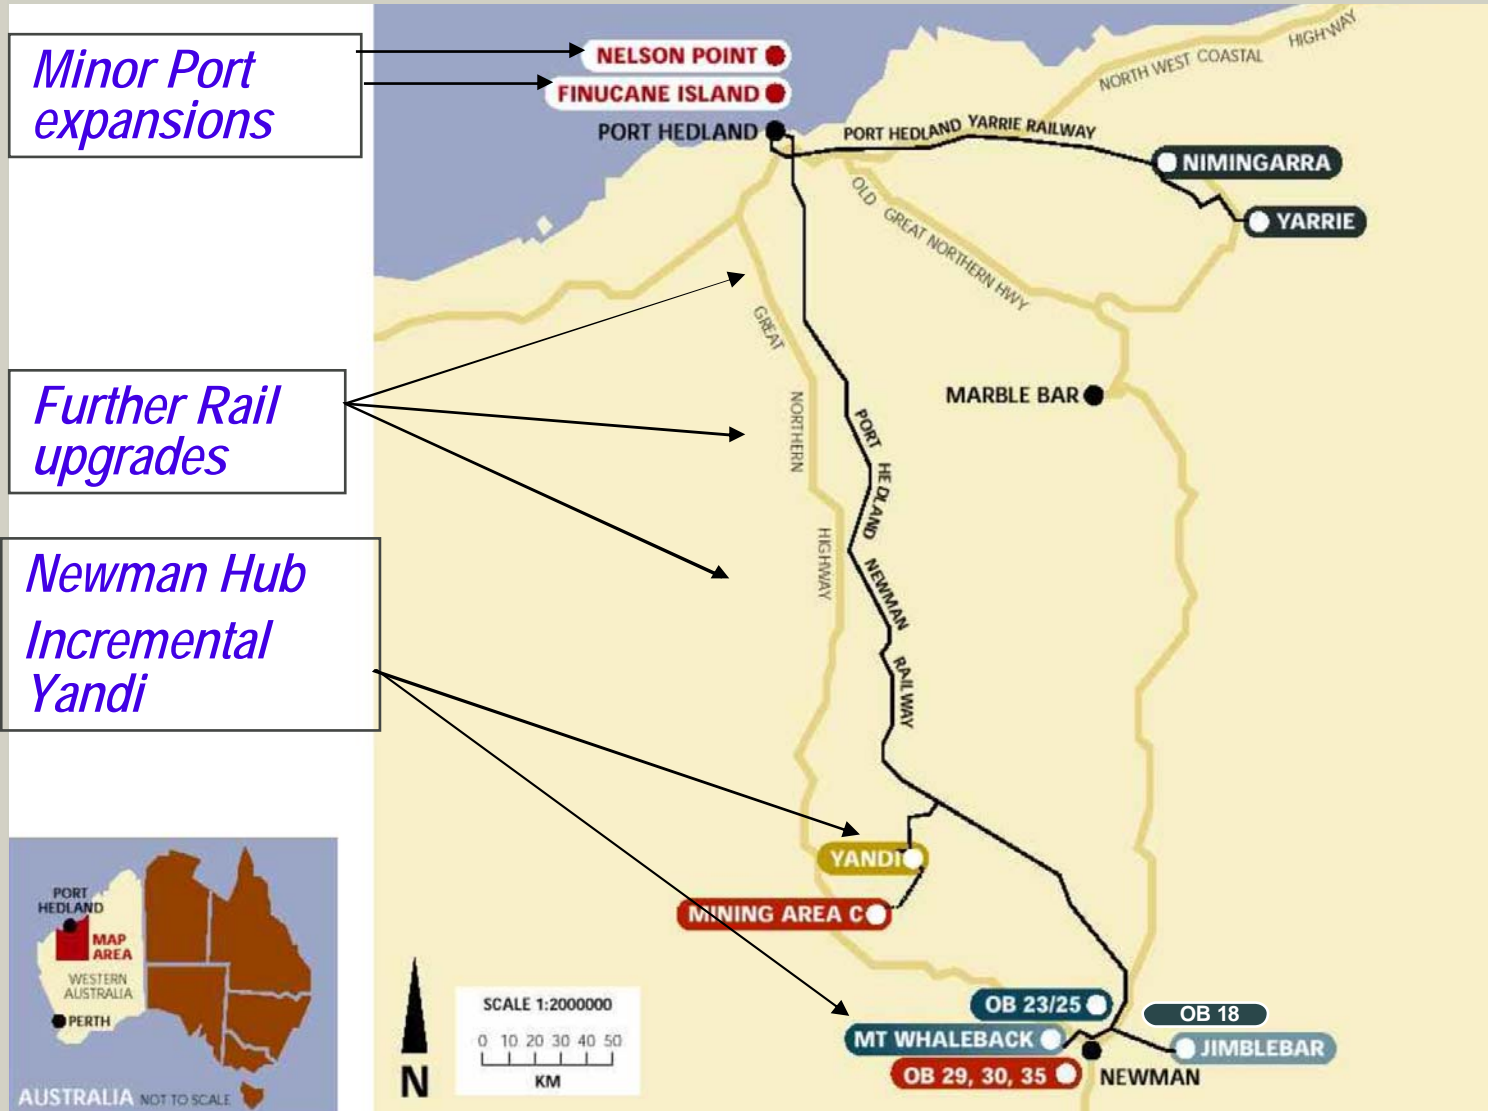 Minor Port
expansions
Further Rail
upgrades
Newman Hub
Incremental
Yandi
NELSON POINT
FINUCANE ISLAND
PORT HEDLAND
PORT HEDLAND YARRIE RAILWAY
NORTH WEST COASTAL HIGHWAY
NIMINGARRA
YARRIE
OLD GREAT NORTHERN HWY
GREAT NORTHERN HIGHWAY
MARBLE BAR
PORT HEDLAND NEWMAN RAILWAY
YANDI
MINING AREA C
OB 23/25
OB 18
MT WHALEBACK
JIMBLEBAR
OB 29, 30, 35
NEWMAN
SCALE 1:2000000
0 10 20 30 40 50
KM
N
PORT
HEDLAND
MAP
AREA
WESTERN
AUSTRALIA
PERTH
AUSTRALIA NOT TO SCALE